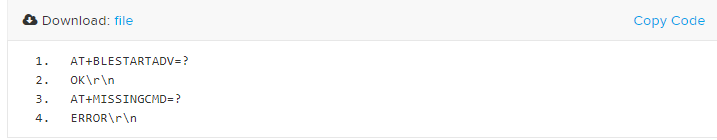 Download: file Copy Code
1. AT+BLESTARTADV=?
2. OK\r\n
3. AT+MISSINGCMD=?
4. ERROR\r\n